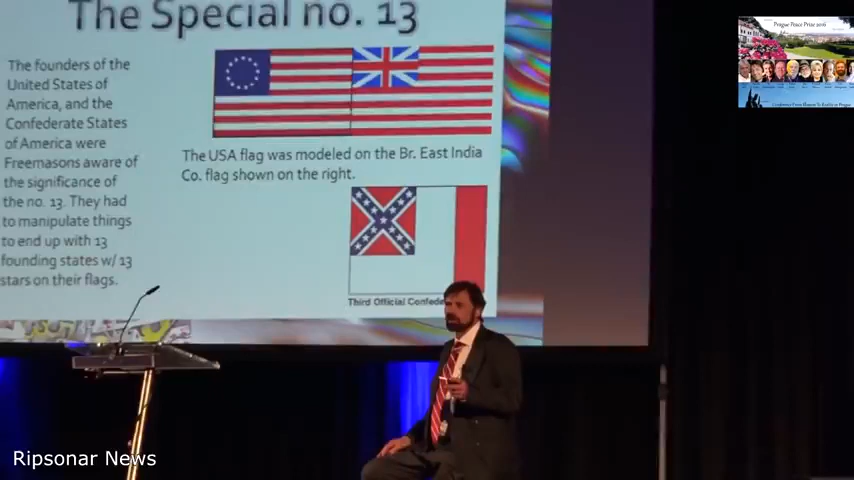 The Special no. 13
The founders of the
United States of
America, and the
Confederate States
of America were
Freemasons aware of
the significance of
the no. 13. They had
to manipulate things
to end up with 13
founding states w/ 13
stars on their flags.
The USA flag was modeled on the Br. East India
Co. flag shown on the right.
Third Official Confede
Prague Peace Prize 2016
Ripsonar News